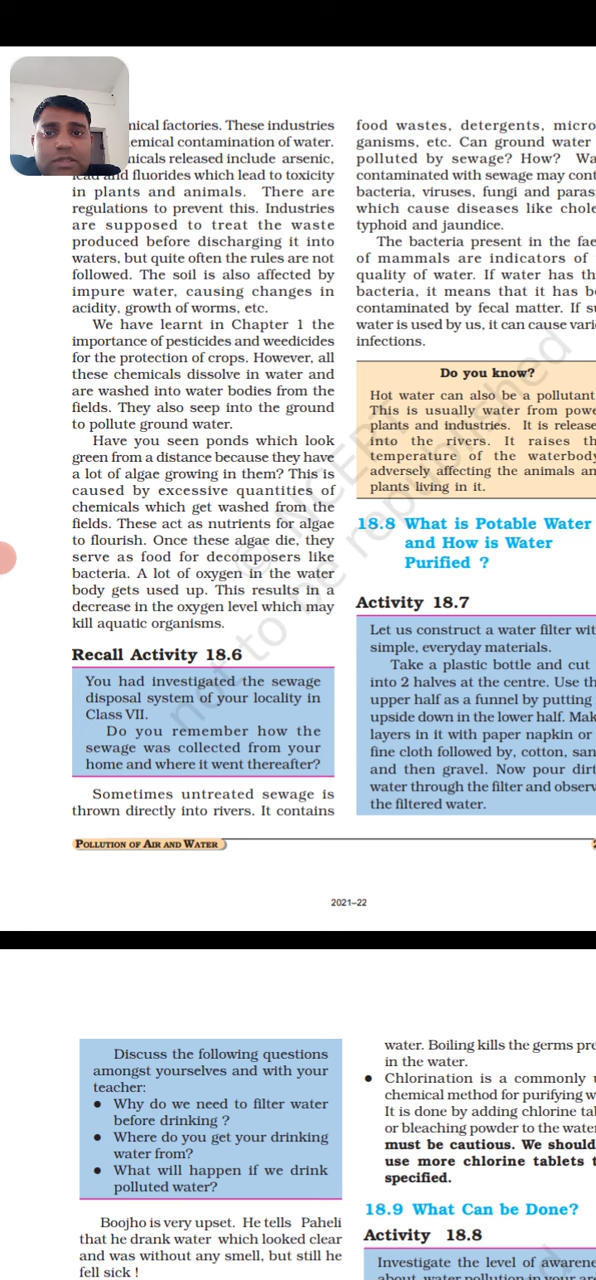 nical factories. These industries
emical contamination of water.
nicals released include arsenic,
lead and fluorides which lead to toxicity
in plants and animals. There are
regulations to prevent this. Industries
are supposed to treat the waste
produced before discharging it into
waters, but quite often the rules are not
followed. The soil is also affected by
impure water, causing changes in
acidity, growth of worms, etc.
We have learnt in Chapter 1 the
importance of pesticides and weedicides
for the protection of crops. However, all
these chemicals dissolve in water and
are washed into water bodies from the
fields. They also seep into the ground
to pollute ground water.
Have you seen ponds which look
green from a distance because they have
a lot of algae growing in them? This is
caused by excessive quantities of
chemicals which get washed from the
fields. These act as nutrients for algae
to flourish. Once these algae die, they
serve as food for decomposers like
bacteria. A lot of oxygen in the water
body gets used up. This results in a
decrease in the oxygen level which may
kill aquatic organisms.
Recall Activity 18.6
You had investigated the sewage
disposal system of your locality in
Class VII.
Do you remember how the
sewage was collected from your
home and where it went thereafter?
Sometimes untreated sewage is
thrown directly into rivers. It contains
food wastes, detergents, micro
ganisms, etc. Can ground water
polluted by sewage? How? Wa
contaminated with sewage may cont
bacteria, viruses, fungi and paras
which cause diseases like chole
typhoid and jaundice.
The bacteria present in the fae
of mammals are indicators of
quality of water. If water has th
bacteria, it means that it has b
contaminated by fecal matter. If su
water is used by us, it can cause vari
infections.
Do you know?
Hot water can also be a pollutant
This is usually water from powe
plants and industries. It is release
into the rivers. It raises th
temperature of the waterbody
adversely affecting the animals an
plants living in it.
18.8 What is Potable Water
and How is Water
Purified ?
Activity 18.7
Let us construct a water filter wit
simple, everyday materials.
Take a plastic bottle and cut
into 2 halves at the centre. Use th
upper half as a funnel by putting
upside down in the lower half. Mak
layers in it with paper napkin or
fine cloth followed by, cotton, san
and then gravel. Now pour dirt
water through the filter and observ
the filtered water.
© NCERT
not to be republished
POLLUTION OF AIR AND WATER
2021–22
Discuss the following questions
amongst yourselves and with your
teacher:
● Why do we need to filter water
before drinking ?
● Where do you get your drinking
water from?
● What will happen if we drink
polluted water?
Boojho is very upset. He tells Paheli
that he drank water which looked clear
and was without any smell, but still he
fell sick !
water. Boiling kills the germs pre
in the water.
● Chlorination is a commonly u
chemical method for purifying w
It is done by adding chlorine tab
or bleaching powder to the water
must be cautious. We should
use more chlorine tablets t
specified.
18.9 What Can be Done?
Activity 18.8
Investigate the level of awarene
about water pollution in your are